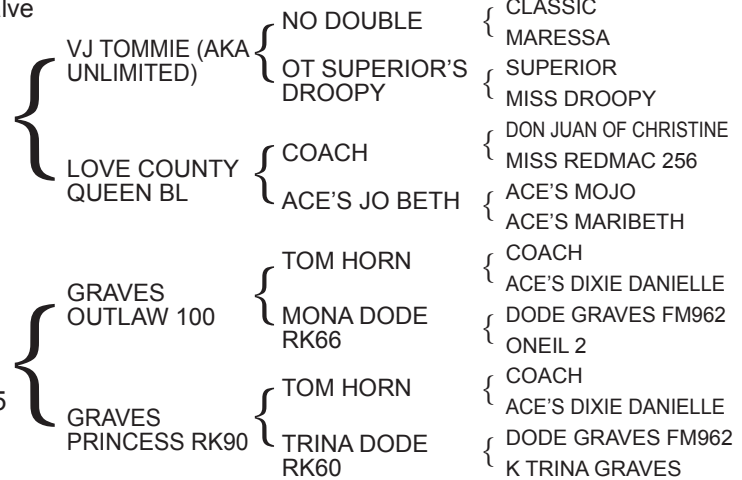 alve
CLASSIC
NO DOUBLE
MARESSA
VJ TOMMIE (AKA
UNLIMITED)
SUPERIOR
OT SUPERIOR'S
DROOPY
MISS DROOPY
DON JUAN OF CHRISTINE
COACH
MISS REDMAC 256
LOVE COUNTY
QUEEN BL
ACE'S MOJO
ACE'S JO BETH
ACE'S MARIBETH
COACH
TOM HORN
ACE'S DIXIE DANIELLE
GRAVES
OUTLAW 100
DODE GRAVES FM962
MONA DODE
RK66
ONEIL 2
COACH
TOM HORN
ACE'S DIXIE DANIELLE
5
GRAVES
PRINCESS RK90
DODE GRAVES FM962
TRINA DODE
RK60
K TRINA GRAVES